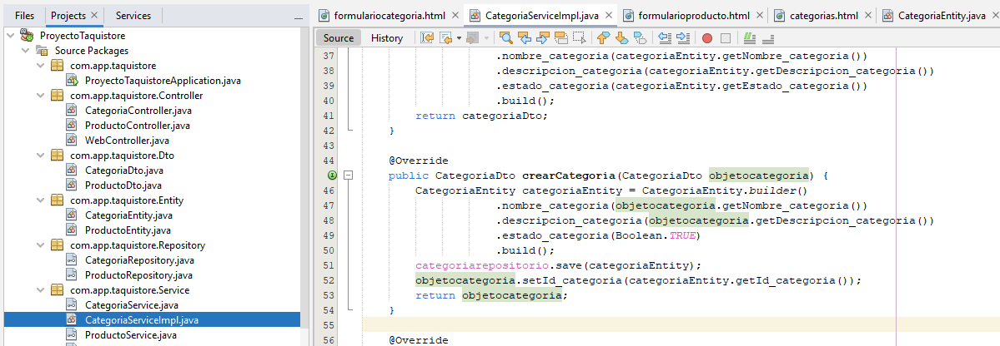 Files Projects Services
ProyectoTaquistore
Source Packages
com.app.taquistore
ProyectoTaquistoreApplication.java
com.app.taquistore.Controller
CategoriaController.java
ProductoController.java
WebController.java
com.app.taquistore.Dto
CategoriaDto.java
ProductoDto.java
com.app.taquistore.Entity
CategoriaEntity.java
ProductoEntity.java
com.app.taquistore.Repository
CategoriaRepository.java
ProductoRepository.java
com.app.taquistore.Service
CategoriaService.java
CategoriaServiceImpl.java
ProductoService.java
formulariocategoria.html CategoriaServiceImpl.java formularioproducto.html categorias.html CategoriaEntity.java
Source History
37 .nombre_categoria(categoriaEntity.getNombre_categoria())
38 .descripcion_categoria(categoriaEntity.getDescripcion_categoria())
39 .estado_categoria(categoriaEntity.getEstado_categoria())
40 .build();
41 return categoriaDto;
42 }
43
44 @Override
public CategoriaDto crearCategoria(CategoriaDto objetocategoria) {
46 CategoriaEntity categoriaEntity = CategoriaEntity.builder()
47 .nombre_categoria(objetocategoria.getNombre_categoria())
48 .descripcion_categoria(objetocategoria.getDescripcion_categoria())
49 .estado_categoria(Boolean.TRUE)
50 .build();
51 categoriarepositorio.save(categoriaEntity);
52 objetocategoria.setId_categoria(categoriaEntity.getId_categoria());
53 return objetocategoria;
54 }
55
56 @Override